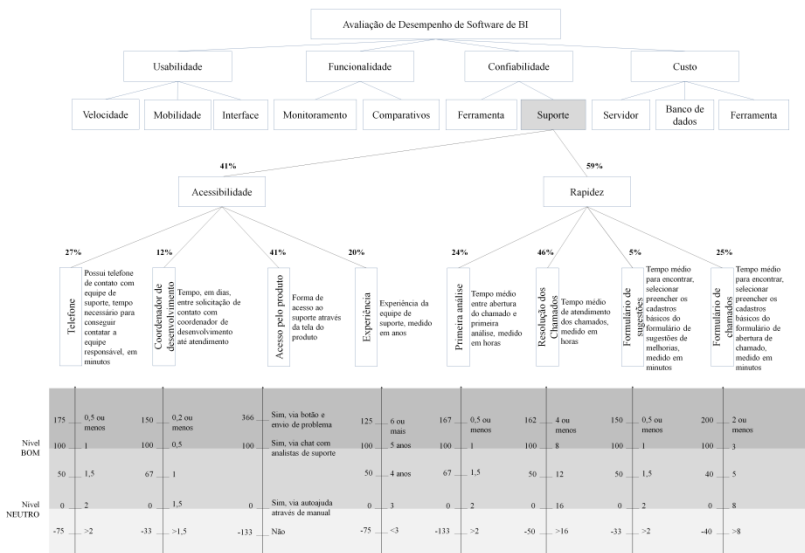 Avaliação de Desempenho de Software de BI
Usabilidade
Funcionalidade
Confiabilidade
Custo
Velocidade
Mobilidade
Interface
Monitoramento
Comparativos
Ferramenta
Suporte
Servidor
Banco de
dados
Ferramenta
41%
59%
Acessibilidade
Rapidez
27%
12%
41%
20%
24%
46%
5%
25%
Telefone
Possui telefone
de contato com
equipe de
suporte, tempo
necessário para
conseguir
contatar a
equipe
responsável, em
minutos
Coordenador de
desenvolvimento
Tempo, em dias,
entre solicitação de
contato com
coordenador de
desenvolvimento
até atendimento
Acesso pelo produto
Forma de
acesso ao
suporte através
da tela do
produto
Experiência
Experiência da
equipe de
suporte, medido
em anos
Primeira análise
Tempo médio
entre abertura
do chamado e
primeira
análise, medido
em horas
Resolução dos
Chamados
Tempo médio
de atendimento
dos chamados,
medido em
horas
Formulário de
sugestões
Tempo médio
para encontrar,
selecionar
preencher os
cadastros
básicos do
formulário de
sugestões de
melhorias,
medido em
minutos
Formulário de
chamados
Tempo médio
para encontrar,
selecionar
preencher os
cadastros
básicos do
formulário de
abertura de
chamado,
medido em
minutos
175 0,5 ou
menos
150 0,2 ou
menos
366 Sim, via botão e
envio de problema
125 6 ou
mais
167 0,5 ou
menos
162 4 ou
menos
150 0,5 ou
menos
200 2 ou
menos
Nível
BOM
100 1
100 0,5
100 Sim, via chat com
analistas de suporte
100 5 anos
100 1
100 8
100 1
100 3
50 1,5
67 1
50 4 anos
67 1,5
50 12
50 1,5
40 5
Nível
NEUTRO
0 2
0 1,5
0 Sim, via autoajuda
através de manual
0 3
0 2
0 16
0 2
0 8
-75 >2
-33 >1,5
-133 Não
-75 <3
-133 >2
-50 >16
-33 >2
-40 >8